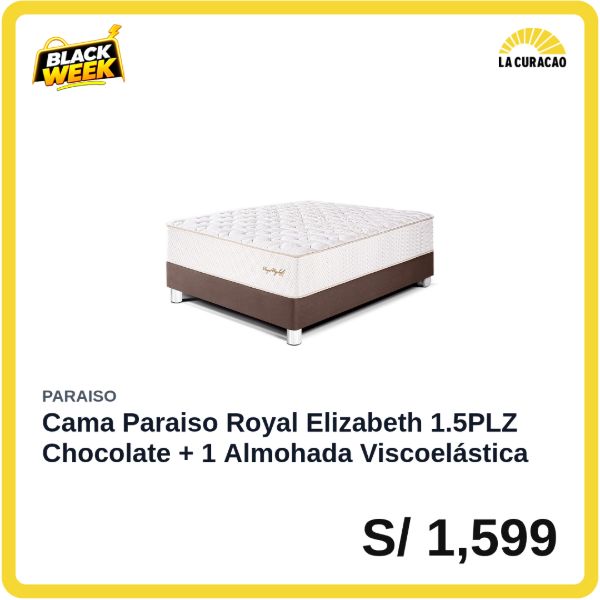 BLACK
WEEK
LA CURACAO
PARAISO
Cama Paraiso Royal Elizabeth 1.5PLZ
Chocolate + 1 Almohada Viscoelástica
S/ 1,599